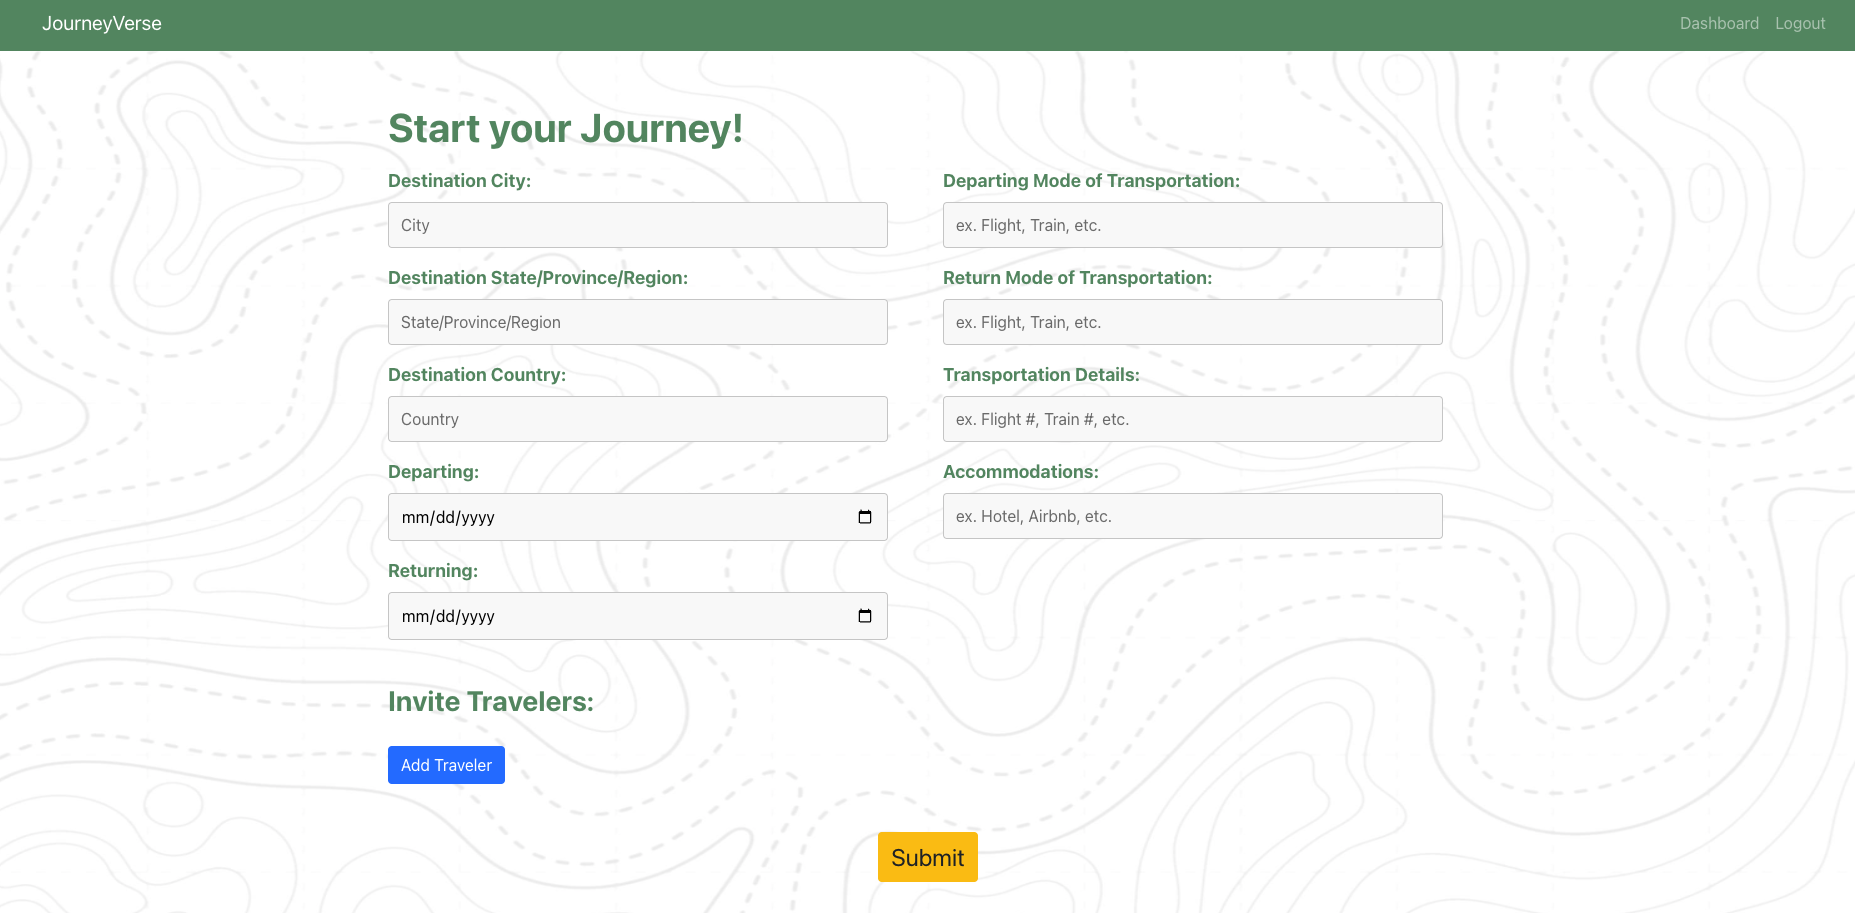 JourneyVerse
Dashboard Logout
Start your Journey!
Destination City:
City
Destination State/Province/Region:
State/Province/Region
Destination Country:
Country
Departing:
mm/dd/yyyy
Returning:
mm/dd/yyyy
Departing Mode of Transportation:
ex. Flight, Train, etc.
Return Mode of Transportation:
ex. Flight, Train, etc.
Transportation Details:
ex. Flight #, Train #, etc.
Accommodations:
ex. Hotel, Airbnb, etc.
Invite Travelers:
Add Traveler
Submit